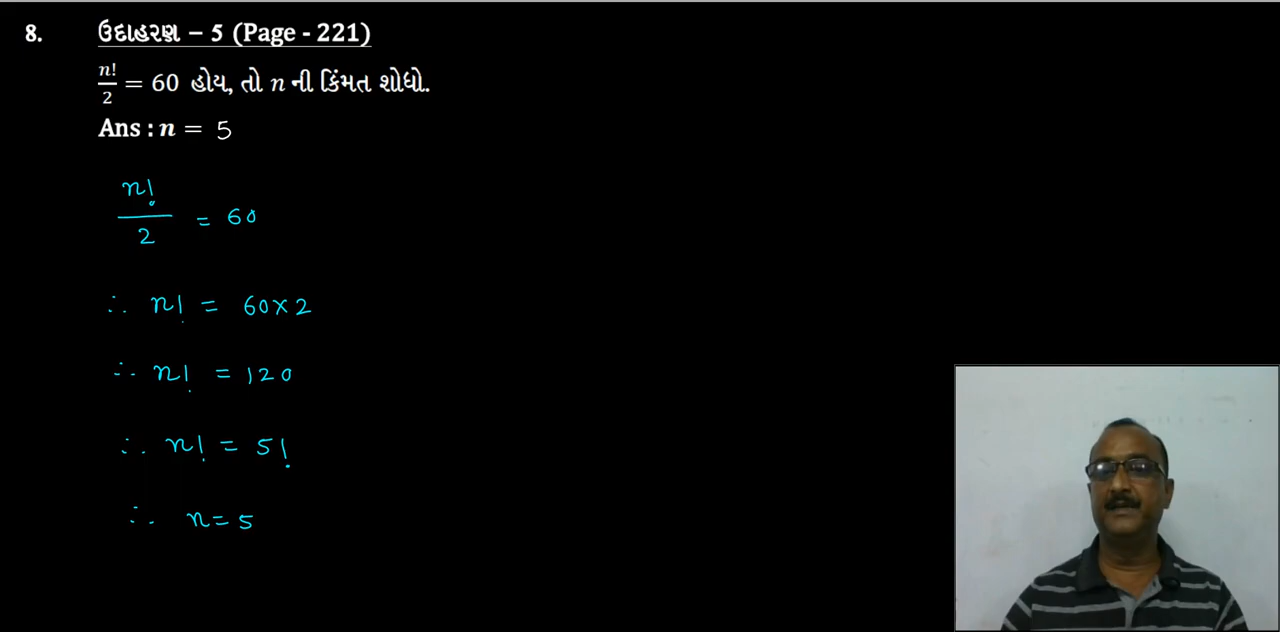 8. ઉદાહરણ – 5 (Page - 221)
n!/2 = 60 હોય, તો n ની કિંમત શોધો.
Ans : n = 5
n!/2 = 60
∴ n! = 60 × 2
∴ n! = 120
∴ n! = 5!
∴ n = 5